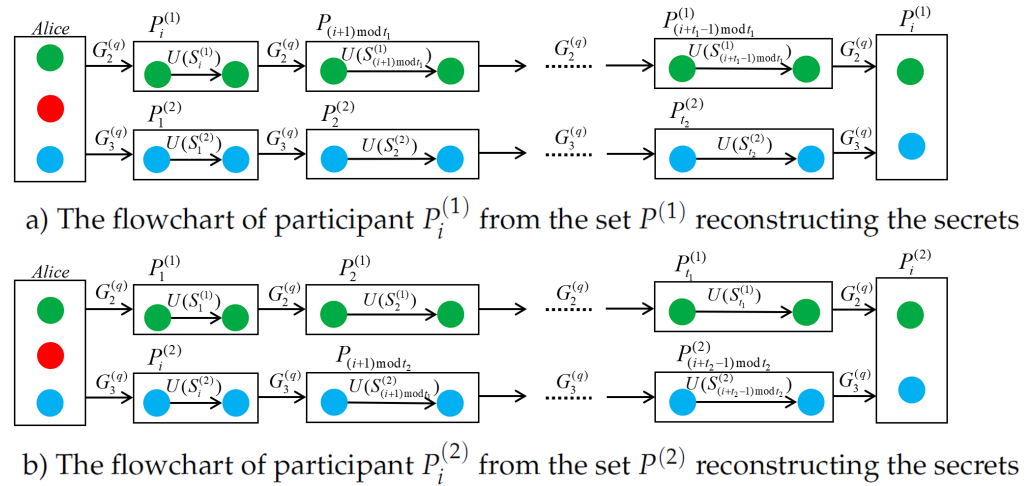 Alice P_i^{(1)} P_{(i+1) mod t_1} P_{(i+t_1-1) mod t_1}^{(1)} P_i^{(1)}
G_2^{(q)} U(S_i^{(1)}) G_2^{(q)} U(S_{(i+1) mod t_1}^{(1)}) G_2^{(q)} U(S_{(i+t_1-1) mod t_1}^{(1)}) G_2^{(q)}
P_1^{(2)} P_2^{(2)} P_{t_2}^{(2)}
G_3^{(q)} U(S_1^{(2)}) G_3^{(q)} U(S_2^{(2)}) G_3^{(q)} U(S_{t_2}^{(2)}) G_3^{(q)}
a) The flowchart of participant P_i^{(1)} from the set P^{(1)} reconstructing the secrets
Alice P_1^{(1)} P_2^{(1)} P_{t_1}^{(1)} P_i^{(2)}
G_2^{(q)} U(S_1^{(1)}) G_2^{(q)} U(S_2^{(1)}) G_2^{(q)} U(S_{t_1}^{(1)}) G_2^{(q)}
P_i^{(2)} P_{(i+1) mod t_2} P_{(i+t_2-1) mod t_2}^{(2)}
G_3^{(q)} U(S_i^{(2)}) G_3^{(q)} U(S_{(i+1) mod t_1}^{(2)}) G_3^{(q)} U(S_{(i+t_2-1) mod t_2}^{(2)}) G_3^{(q)}
b) The flowchart of participant P_i^{(2)} from the set P^{(2)} reconstructing the secrets